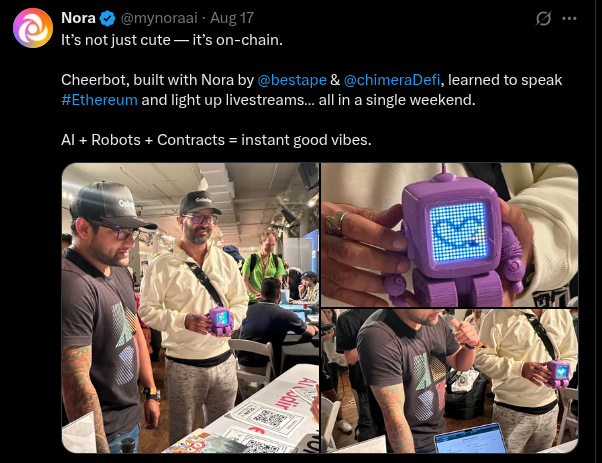 Nora @mynoraai · Aug 17
It's not just cute — it's on-chain.
Cheerbot, built with Nora by @bestape & @chimeraDefi, learned to speak
#Ethereum and light up livestreams... all in a single weekend.
AI + Robots + Contracts = instant good vibes.